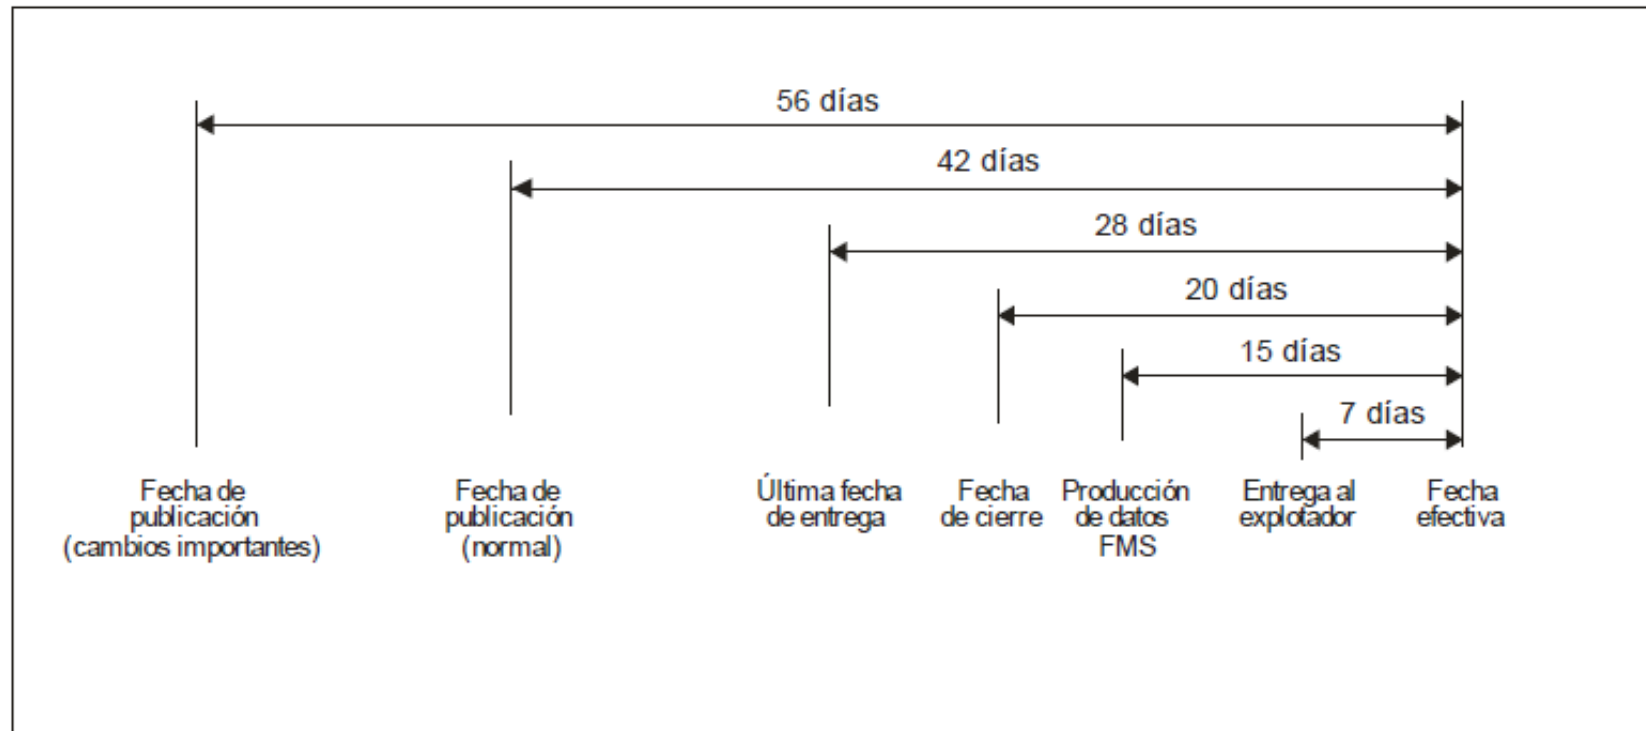 56 días
42 días
28 días
20 días
15 días
7 días
Fecha de
publicación
(cambios importantes)
Fecha de
publicación
(normal)
Última fecha
de entrega
Fecha
de cierre
Producción
de datos
FMS
Entrega al
explotador
Fecha
efectiva